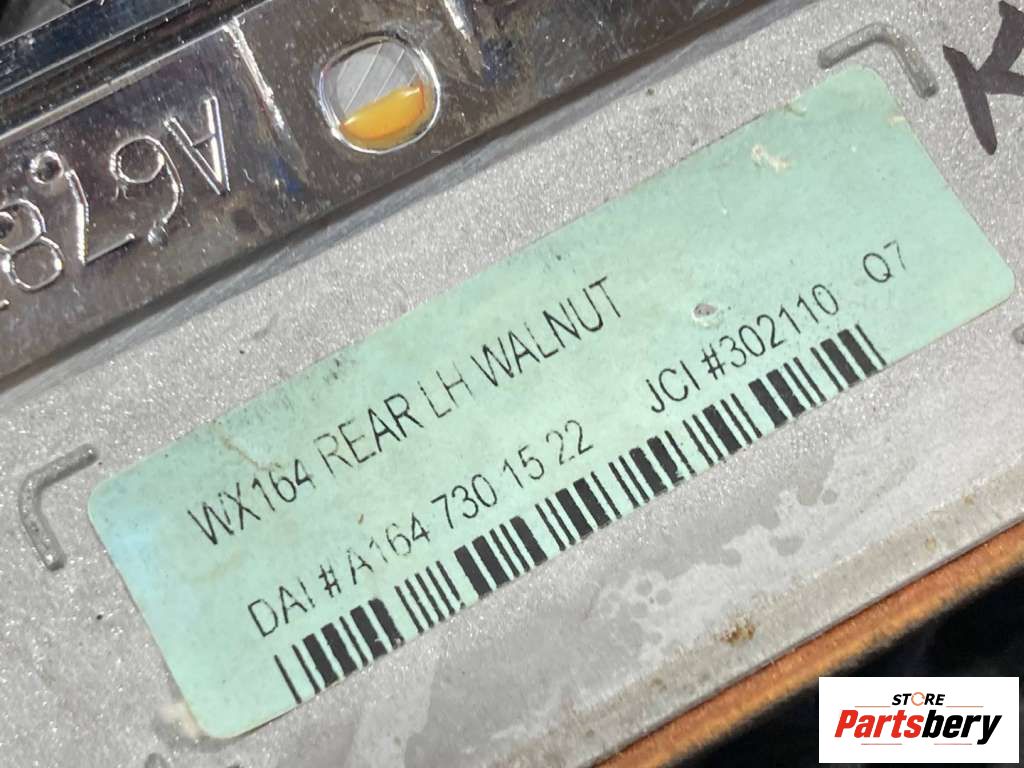 WX164 REAR LH WALNUT
DAI # A164 730 15 22 JCI #302110 Q7
STORE
Partsbery